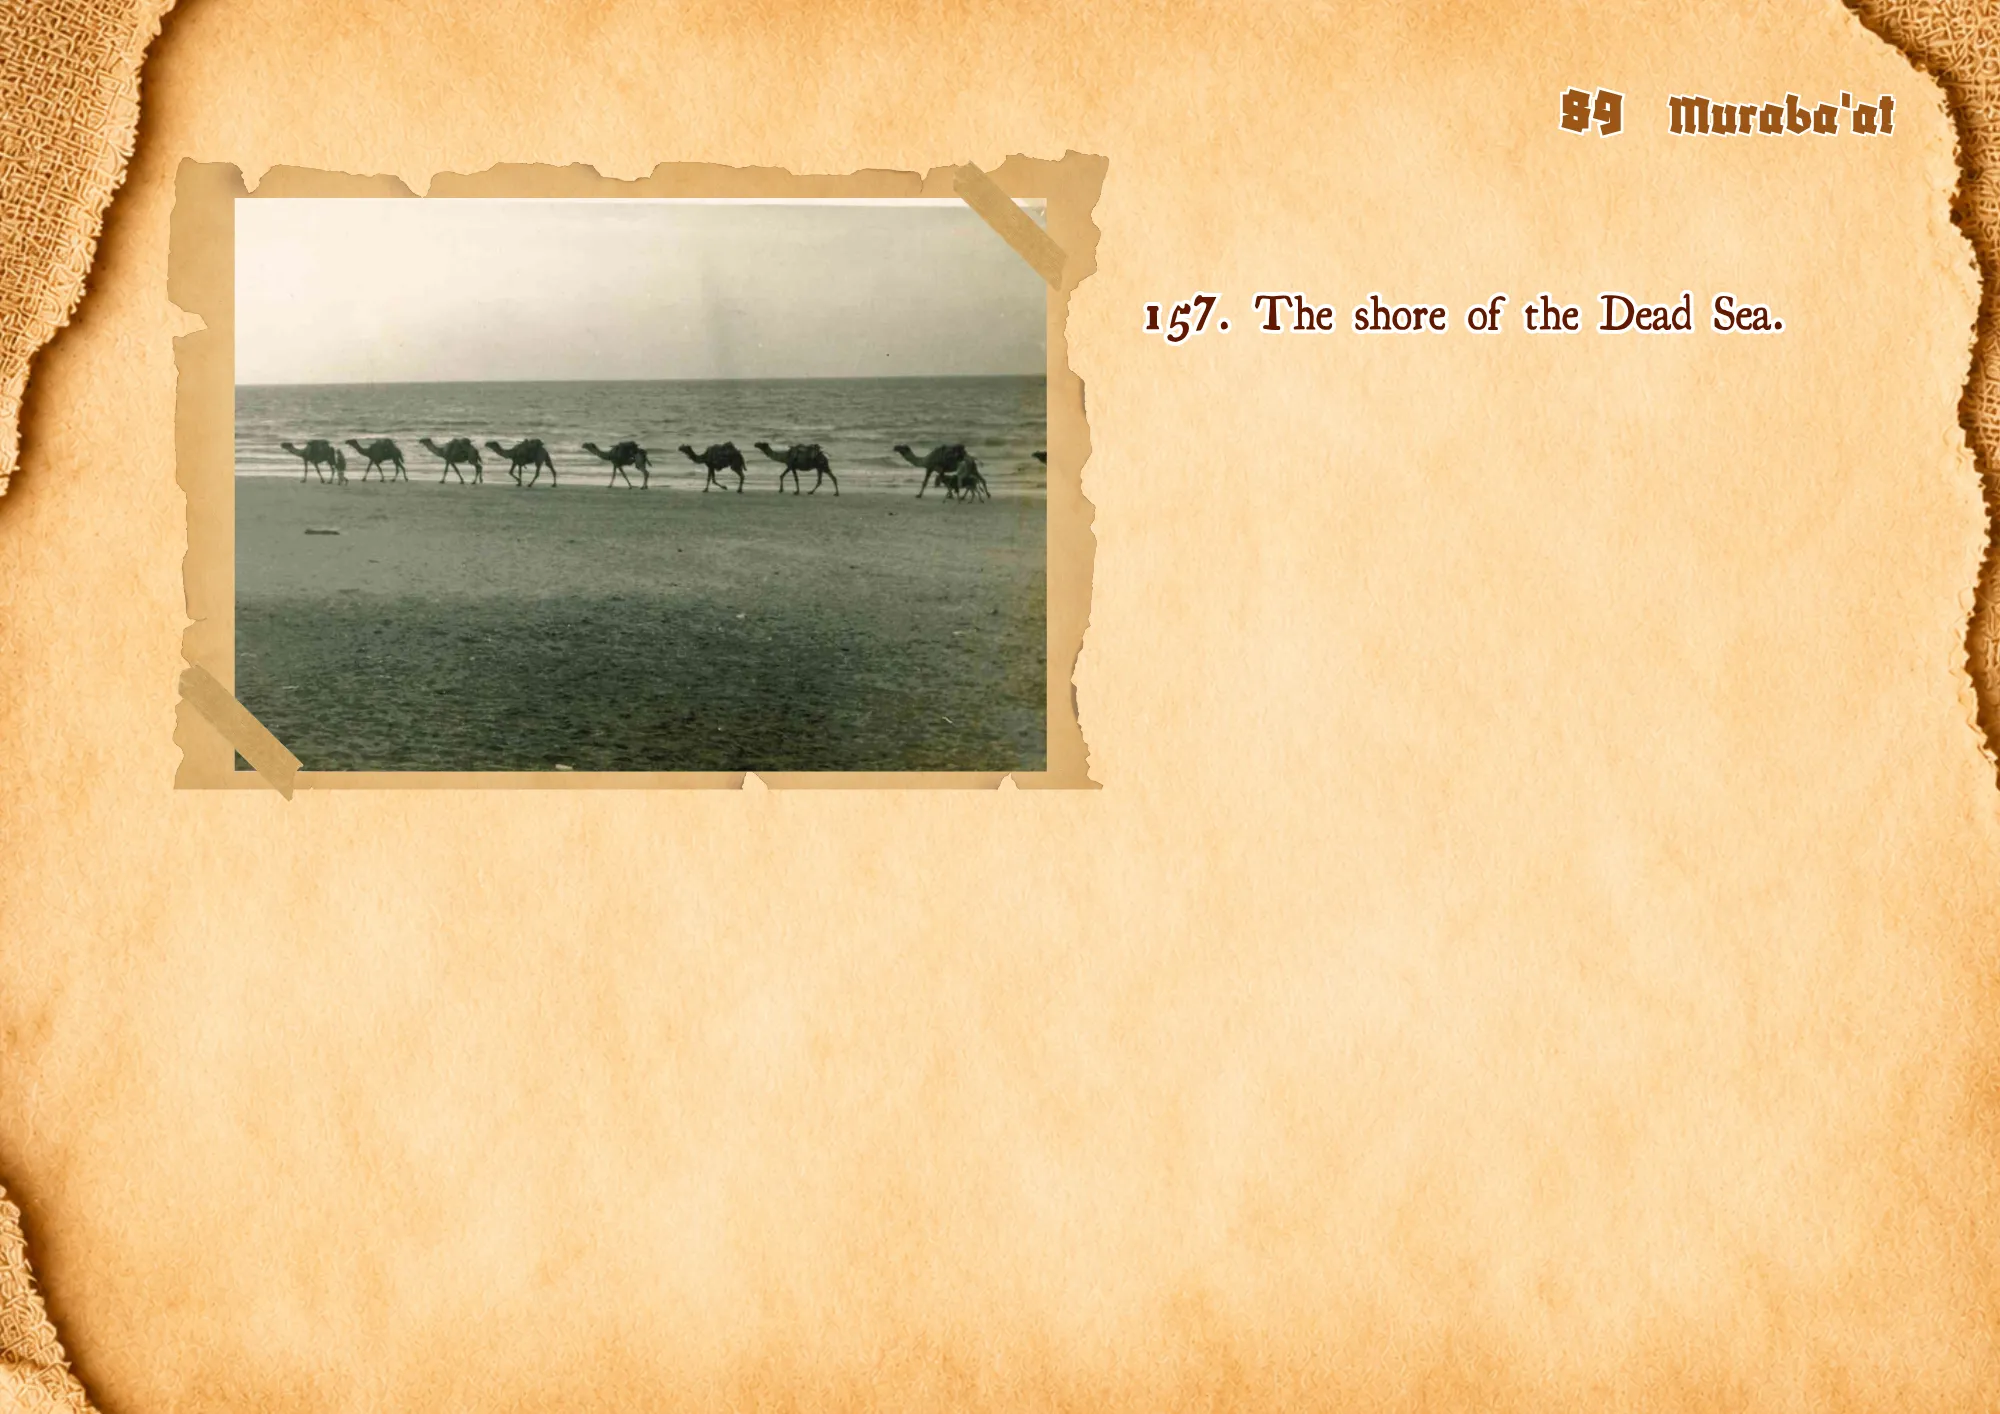 89 Muraba'at
157. The shore of the Dead Sea.